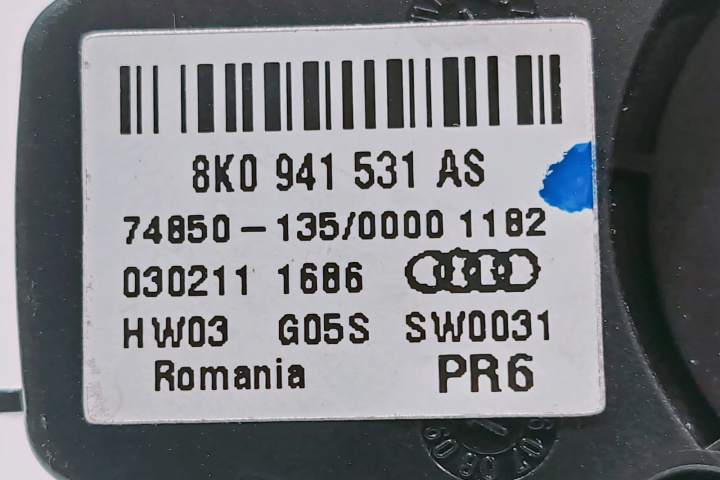 8K0 941 531 AS
74850-135/0000 1182
030211 1686
HW03 G05S SW0031
Romania PR6